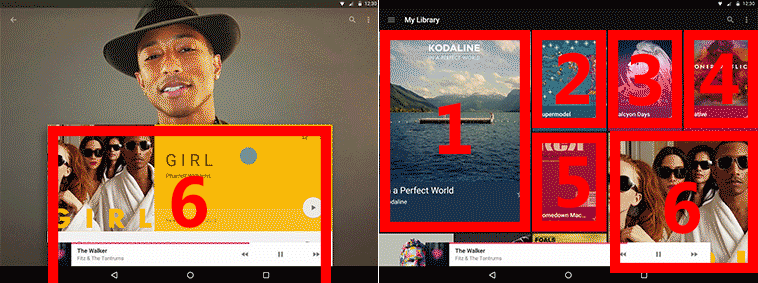 12:30
GIRL
Pharrell Williams
GIRL
6
The Walker
Fitz & The Tantrums
12:30
My Library
KODALINE
IN A PERFECT WORLD
1
a Perfect World
odaline
2
upermodel
3
alcyon Days
4
ONEREPUBLIC
ative
RCA
5
omedown Mac...
6
FOALS
The Walker
Fitz & The Tantrums